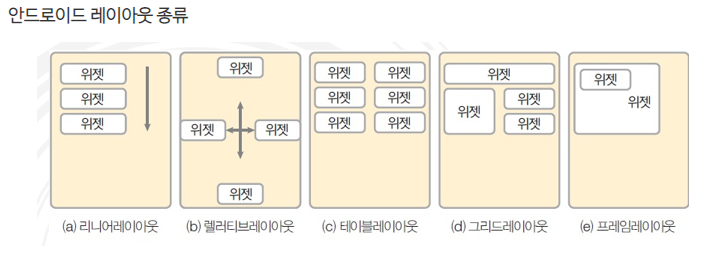 안드로이드 레이아웃 종류
위젯
위젯
위젯
(a) 리니어레이아웃
위젯
위젯 위젯
위젯
(b) 렐러티브레이아웃
위젯 위젯
위젯 위젯
위젯 위젯
(c) 테이블레이아웃
위젯
위젯 위젯
위젯
(d) 그리드레이아웃
위젯
위젯
(e) 프레임레이아웃